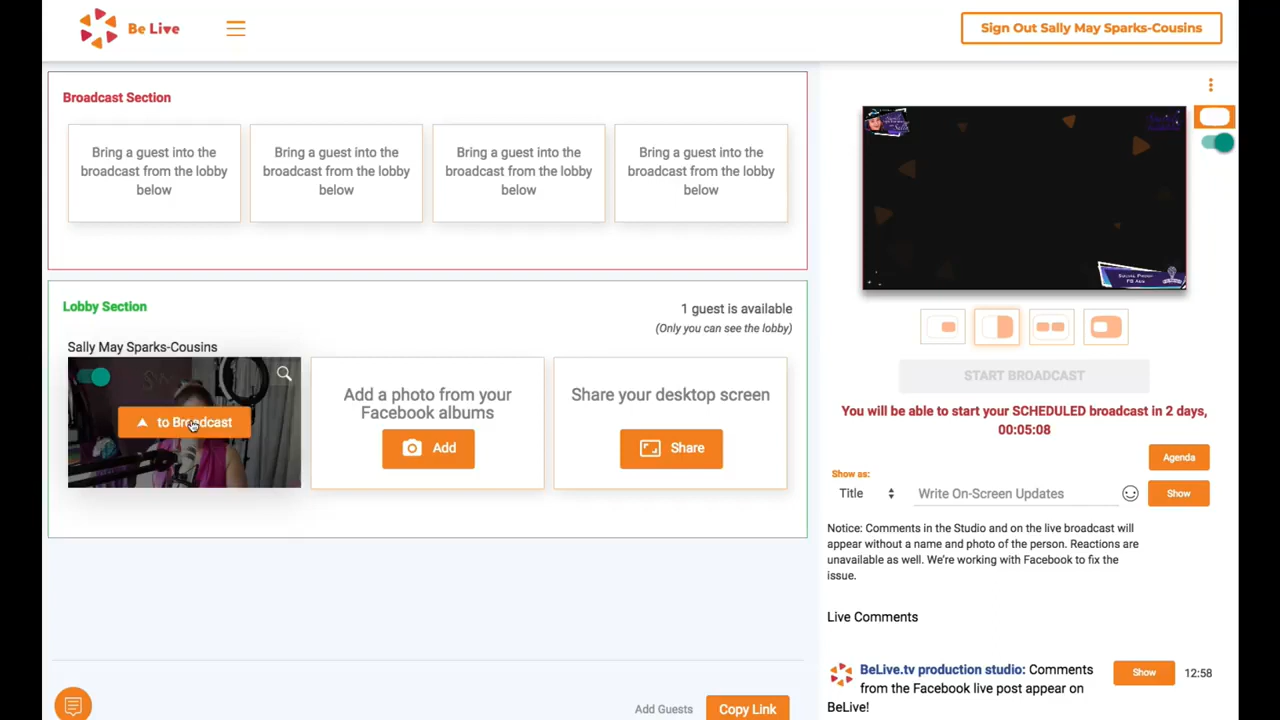 Be Live
Sign Out Sally May Sparks-Cousins
Broadcast Section
Bring a guest into the
broadcast from the lobby
below
Bring a guest into the
broadcast from the lobby
below
Bring a guest into the
broadcast from the lobby
below
Bring a guest into the
broadcast from the lobby
below
Lobby Section
1 guest is available
(Only you can see the lobby)
Sally May Sparks-Cousins
to Broadcast
Add a photo from your
Facebook albums
Add
Share your desktop screen
Share
Add Guests
Copy Link
START BROADCAST
You will be able to start your SCHEDULED broadcast in 2 days,
00:05:08
Agenda
Show as:
Title
Write On-Screen Updates
Show
Notice: Comments in the Studio and on the live broadcast will
appear without a name and photo of the person. Reactions are
unavailable as well. We're working with Facebook to fix the
issue.
Live Comments
BeLive.tv production studio: Comments
from the Facebook live post appear on
BeLive!
Show
12:58